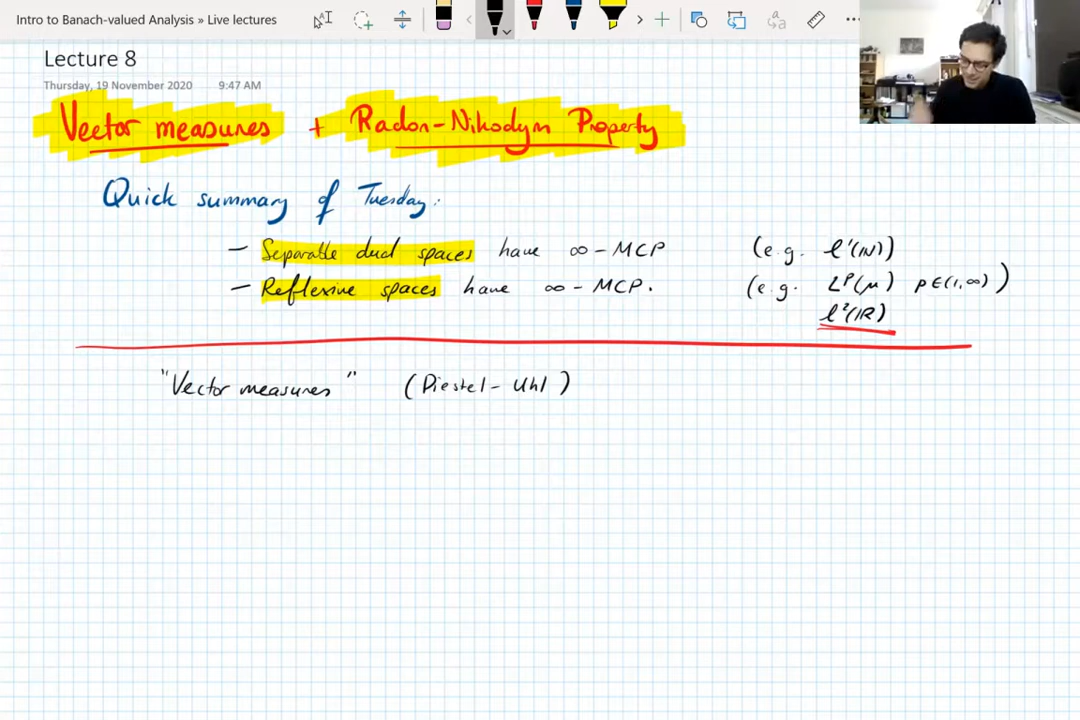 Intro to Banach-valued Analysis » Live lectures
Lecture 8
Thursday, 19 November 2020 9:47 AM
Vector measures + Radon-Nikodym Property
Quick summary of Tuesday:
- Separable dual spaces have ∞-MCP (e.g. ℓ¹(ℕ))
- Reflexive spaces have ∞-MCP. (e.g. L^p(μ) p∈(1,∞))
ℓ²(ℝ)
"Vector measures" (Diestel-Uhl)